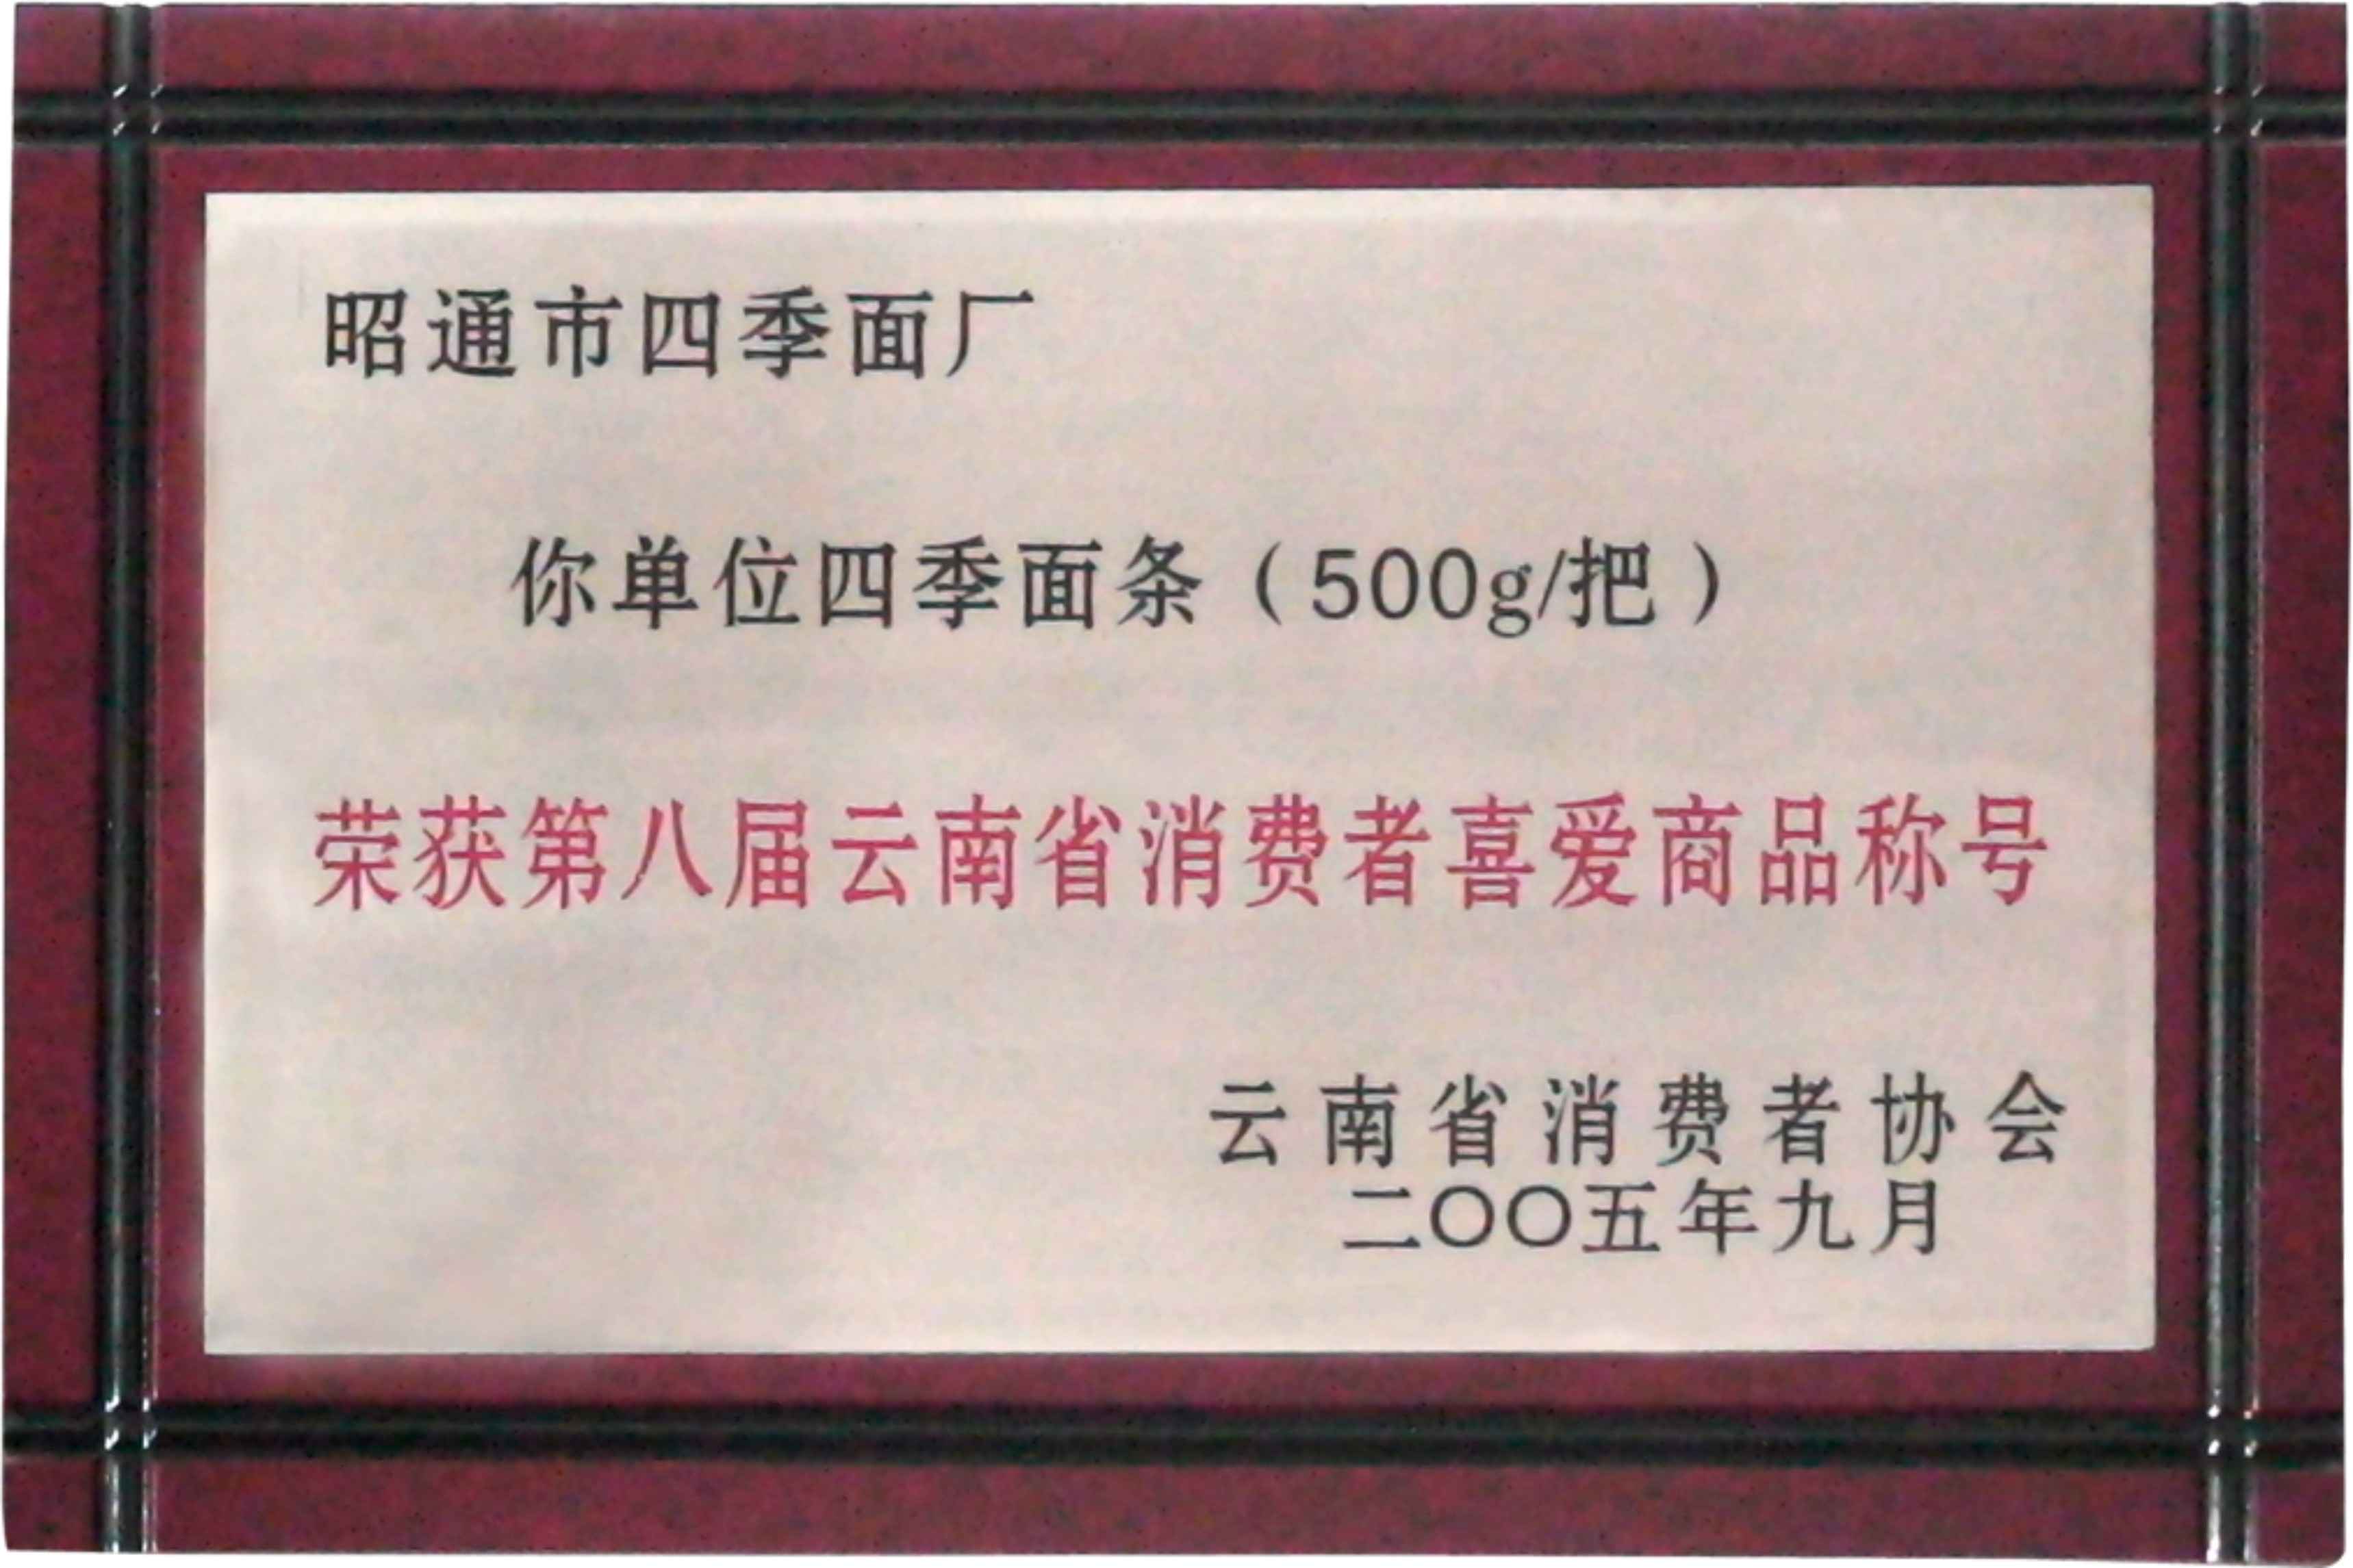 昭通市四季面厂
你单位四季面条（500g/把）
荣获第八届云南省消费者喜爱商品称号
云南省消费者协会
二〇〇五年九月